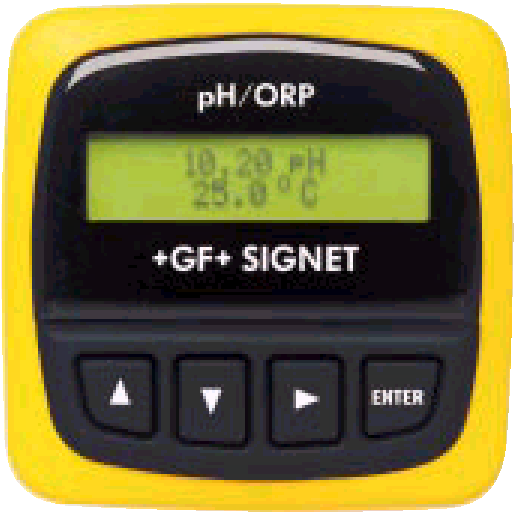 pH/ORP
10.20 pH
25.0°C
+GF+ SIGNET
ENTER